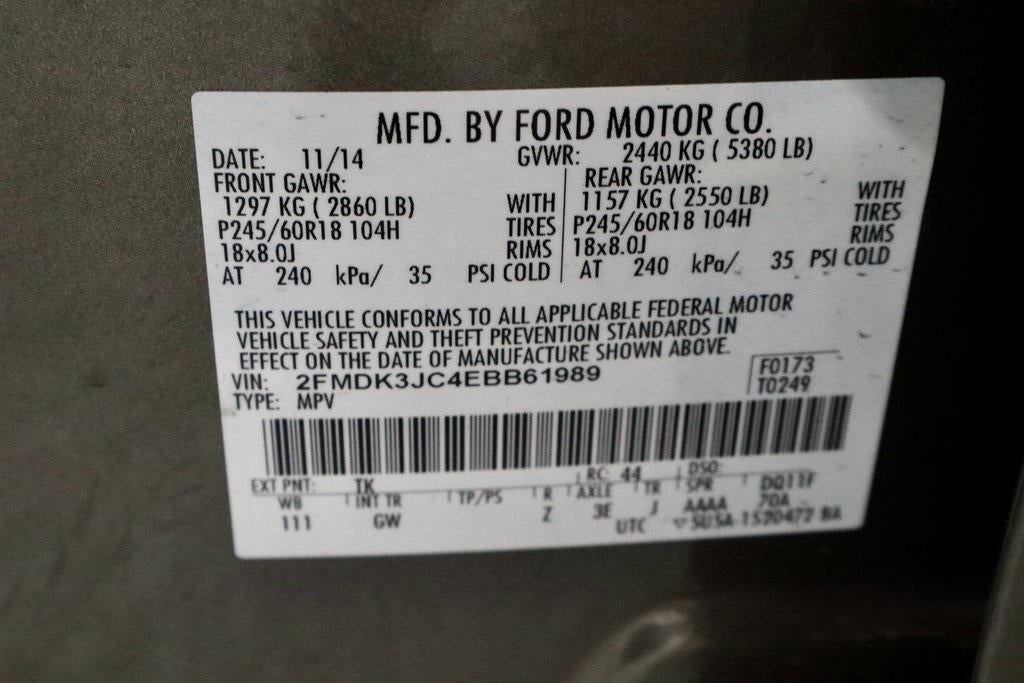 MFD. BY FORD MOTOR CO.
DATE: 11/14 GVWR: 2440 KG ( 5380 LB)
FRONT GAWR: REAR GAWR:
1297 KG ( 2860 LB) WITH 1157 KG ( 2550 LB) WITH
P245/60R18 104H TIRES P245/60R18 104H TIRES
18x8.0J RIMS 18x8.0J RIMS
AT 240 kPa/ 35 PSI COLD AT 240 kPa/ 35 PSI COLD
THIS VEHICLE CONFORMS TO ALL APPLICABLE FEDERAL MOTOR
VEHICLE SAFETY AND THEFT PREVENTION STANDARDS IN
EFFECT ON THE DATE OF MANUFACTURE SHOWN ABOVE.
VIN: 2FMDK3JC4EBB61989 F0173
TYPE: MPV T0249
EXT PNT: TK RC: 44 DSO:
WB INT TR TP/PS R AXLE TR SPR DQ11F
111 GW Z 3E J AAAA 70A
UTC ▽5U5A-1520472-BA